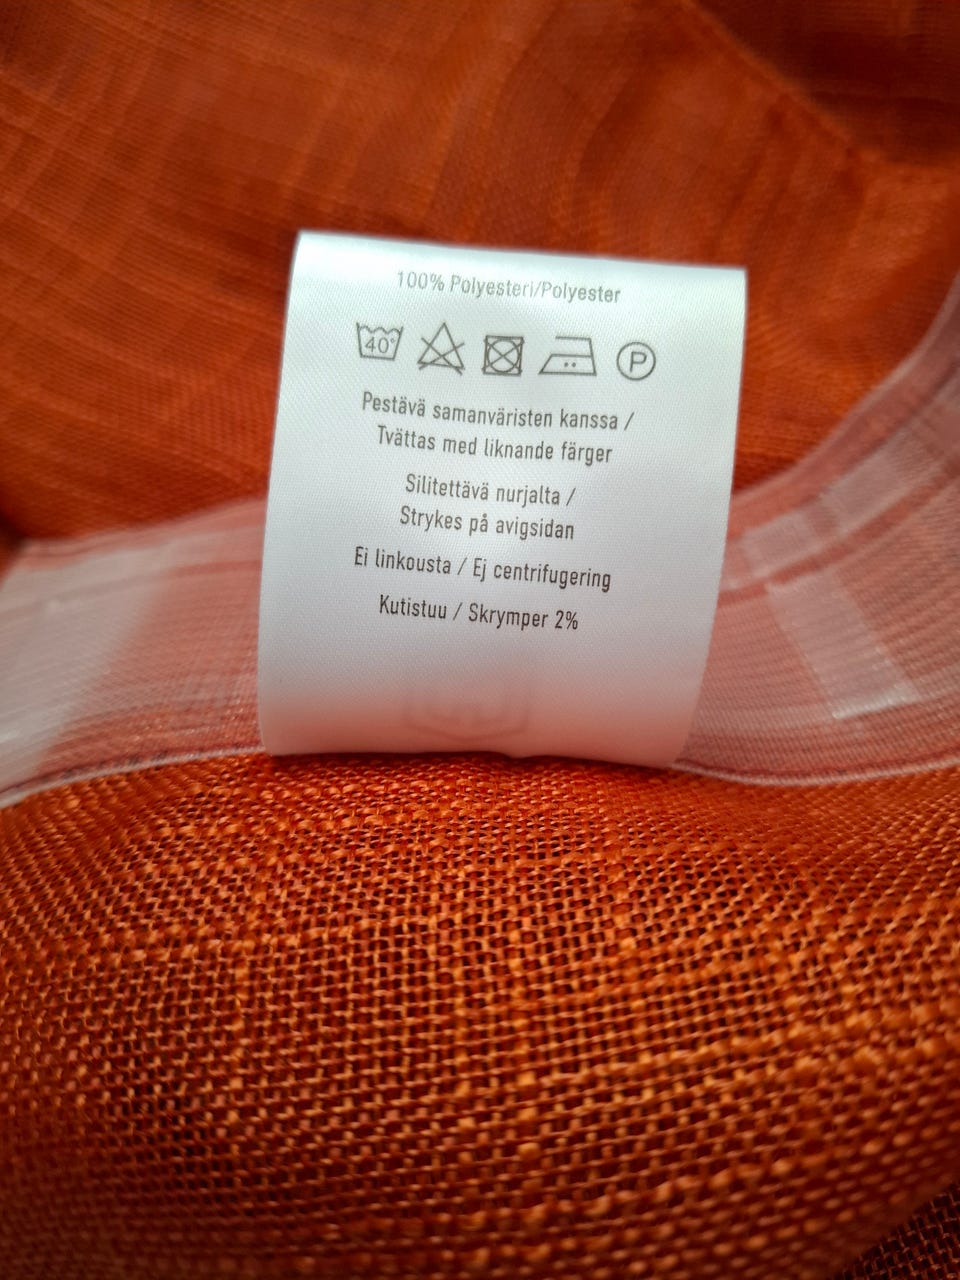 100% Polyesteri/Polyester
40°
P
Pestävä samanväristen kanssa /
Tvättas med liknande färger
Silitettävä nurjalta /
Strykes på avigsidan
Ei linkousta / Ej centrifugering
Kutistuu / Skrymper 2%